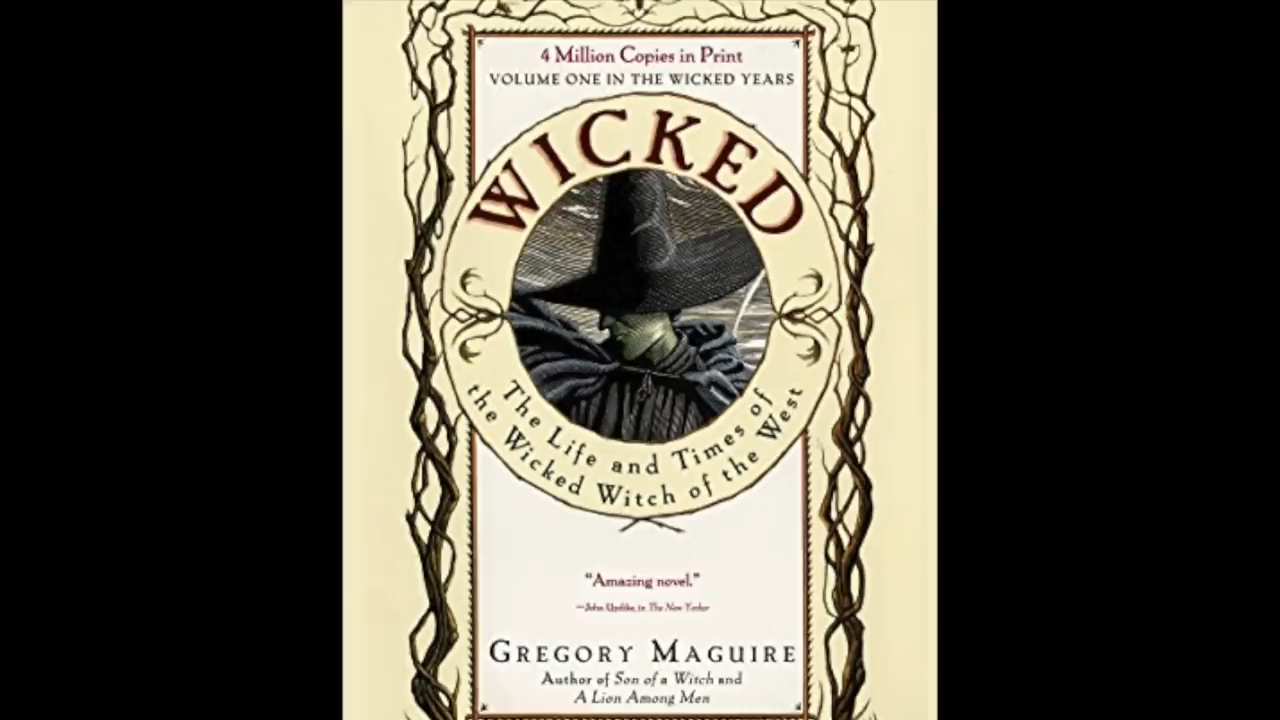 4 Million Copies in Print
VOLUME ONE IN THE WICKED YEARS
WICKED
The Life and Times of
the Wicked Witch of the West
"Amazing novel."
—John Updike, in The New Yorker
GREGORY MAGUIRE
Author of Son of a Witch and
A Lion Among Men